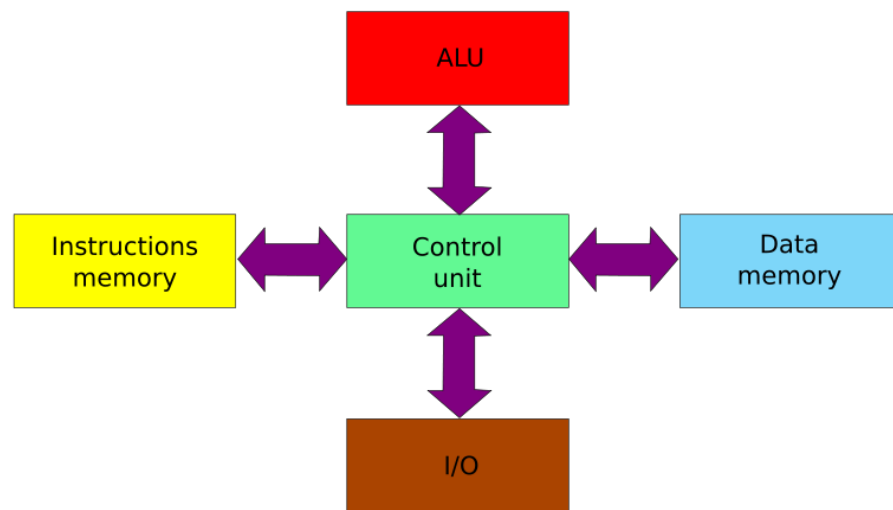 ALU
Instructions
memory
Control
unit
Data
memory
I/O